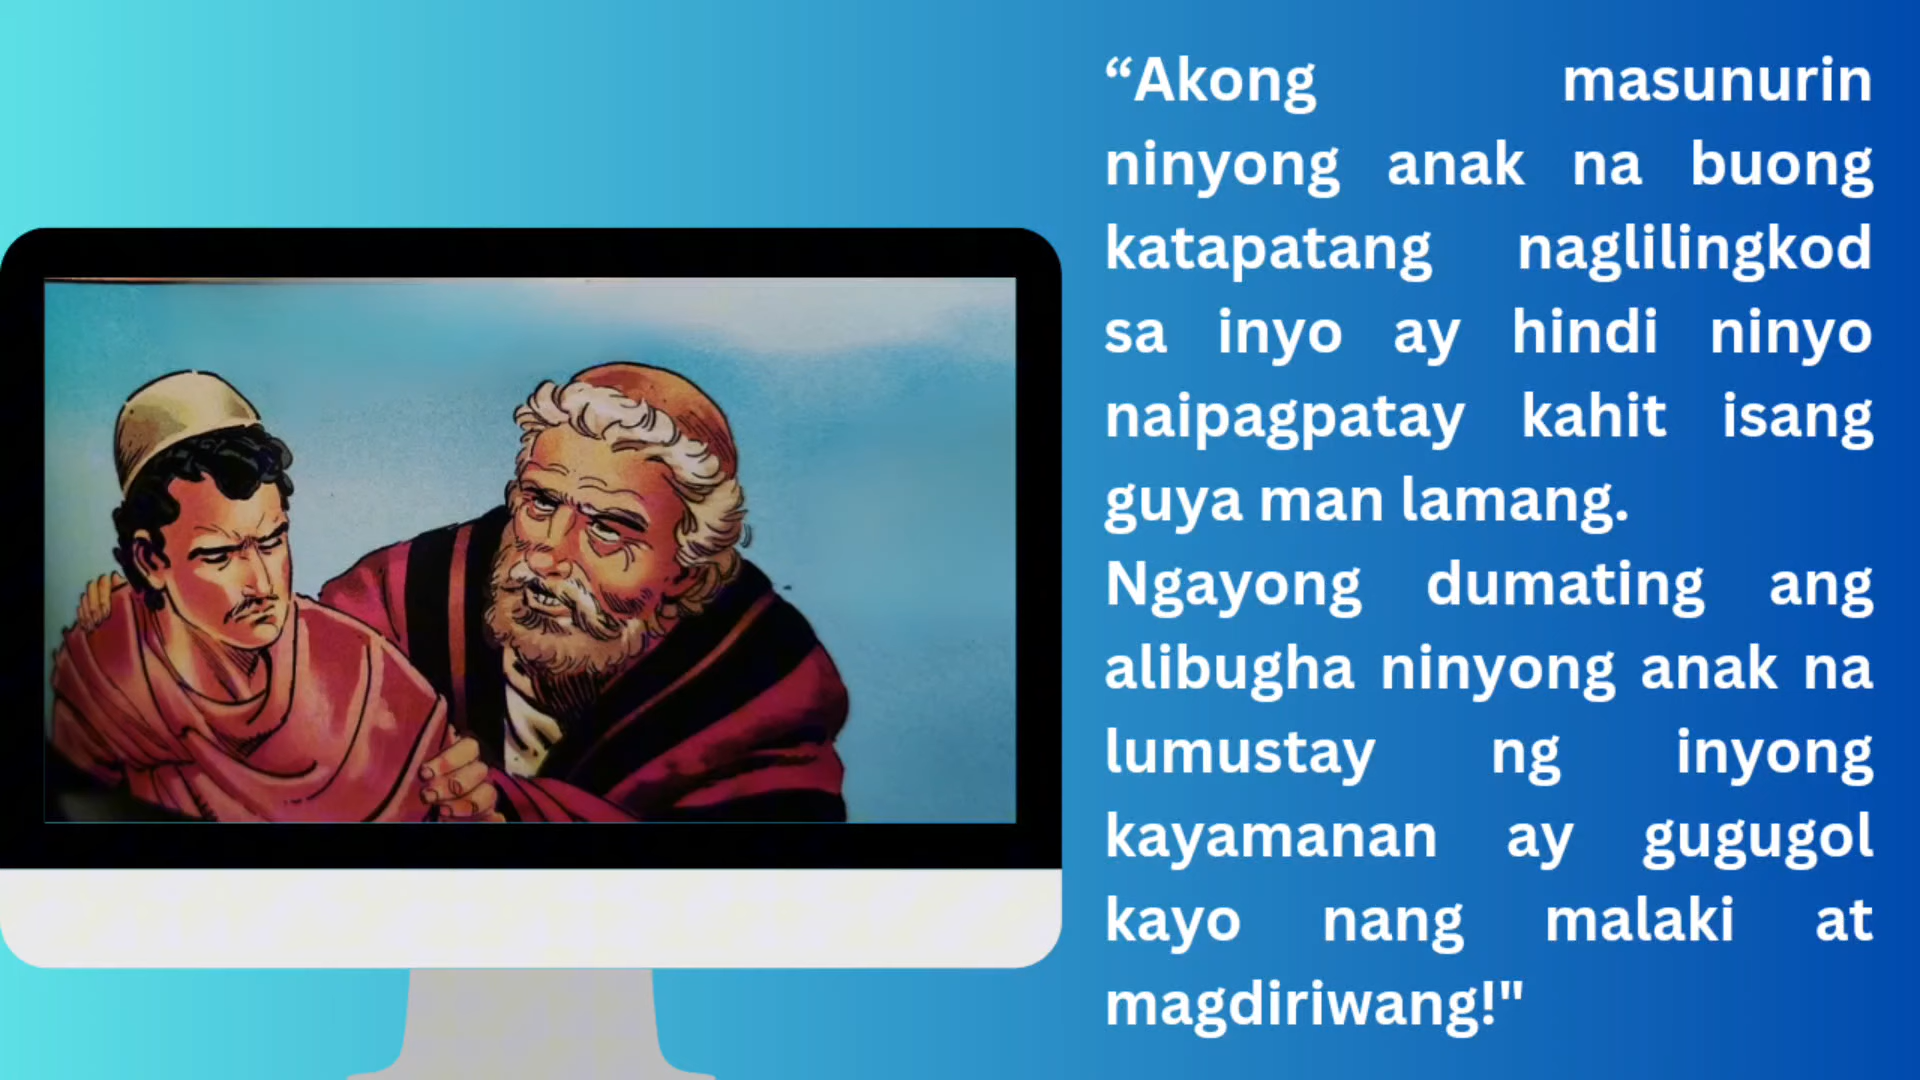 “Akong masunurin
ninyong anak na buong
katapatang naglilingkod
sa inyo ay hindi ninyo
naipagpatay kahit isang
guya man lamang.
Ngayong dumating ang
alibugha ninyong anak na
lumustay ng inyong
kayamanan ay gugugol
kayo nang malaki at
magdiriwang!"